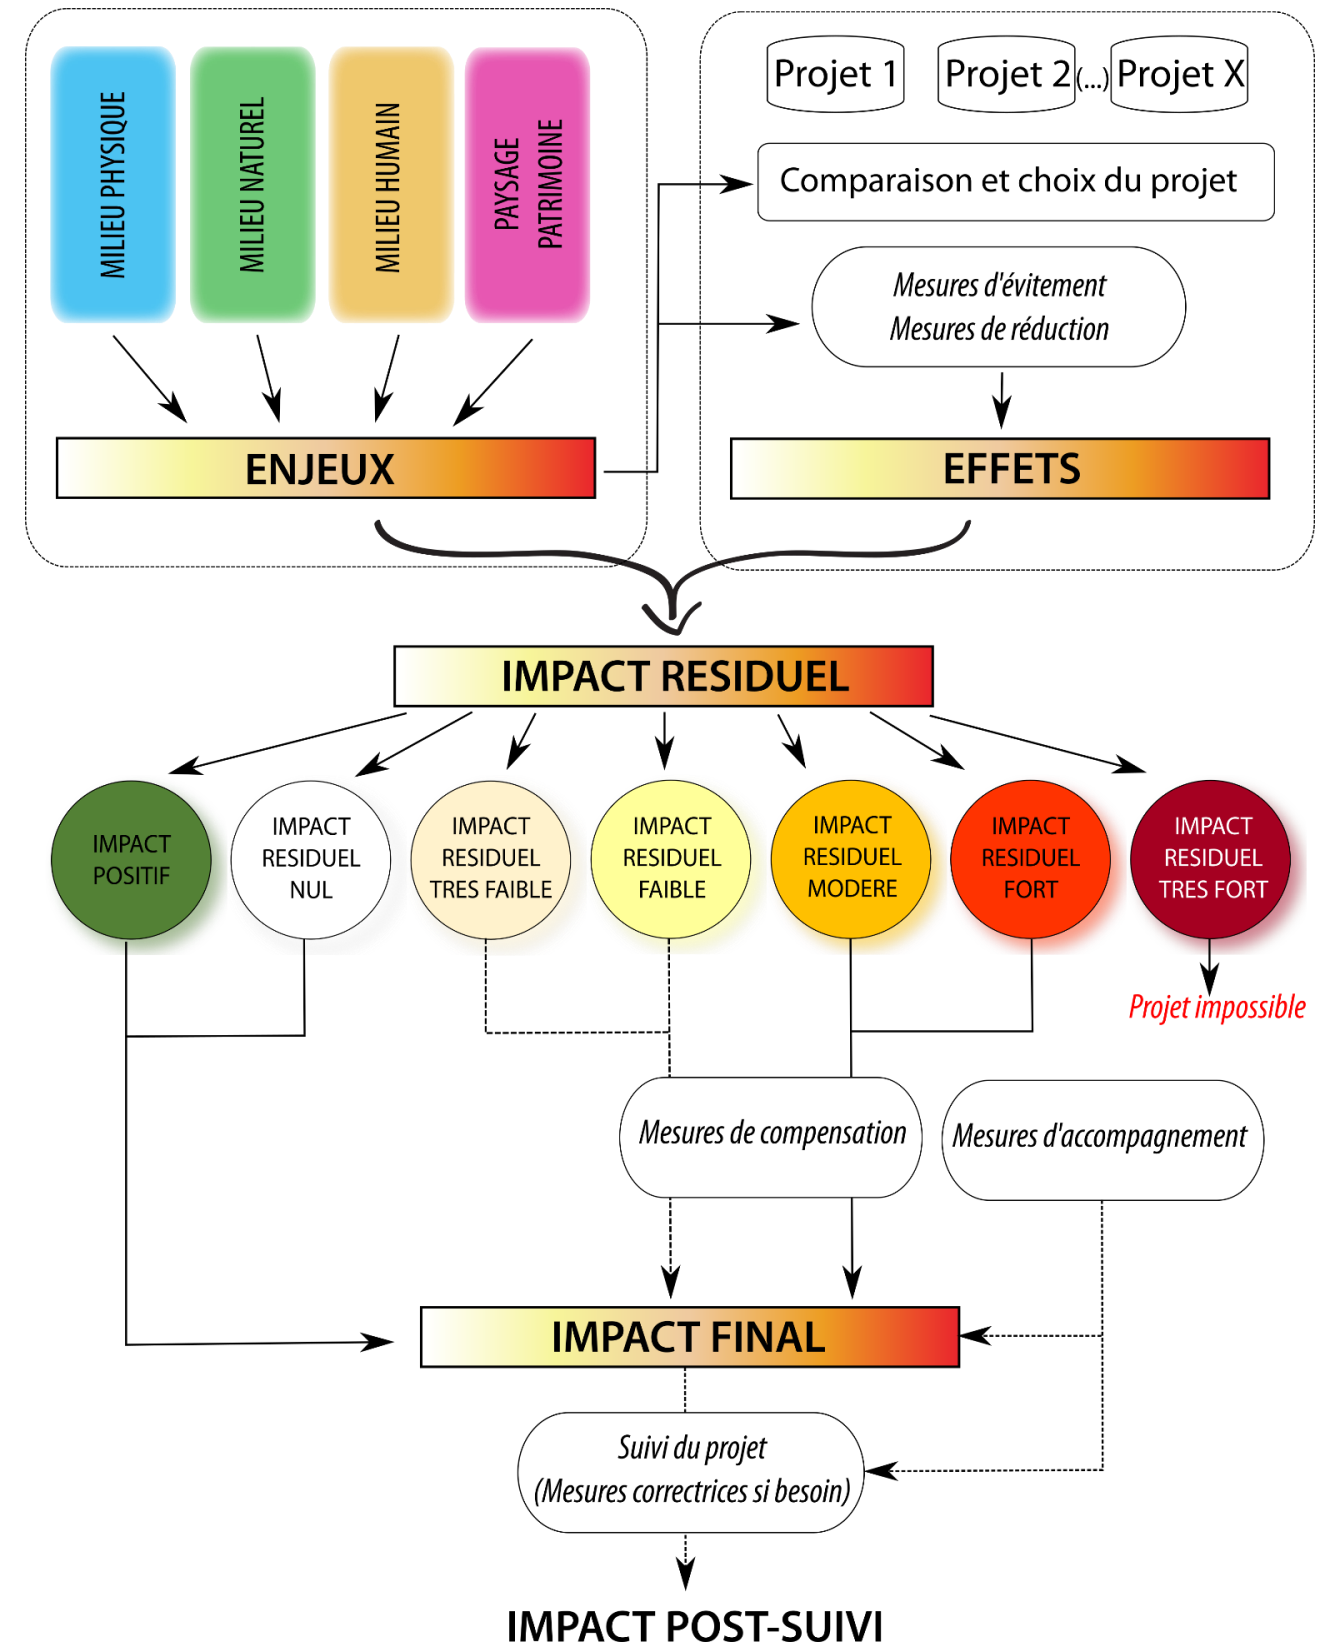 MILIEU PHYSIQUE
MILIEU NATUREL
MILIEU HUMAIN
PAYSAGE
PATRIMOINE
ENJEUX
Projet 1
Projet 2
(...)
Projet X
Comparaison et choix du projet
Mesures d'évitement
Mesures de réduction
EFFETS
IMPACT RESIDUEL
IMPACT
POSITIF
IMPACT
RESIDUEL
NUL
IMPACT
RESIDUEL
TRES FAIBLE
IMPACT
RESIDUEL
FAIBLE
IMPACT
RESIDUEL
MODERE
IMPACT
RESIDUEL
FORT
IMPACT
RESIDUEL
TRES FORT
Projet impossible
Mesures de compensation
Mesures d'accompagnement
IMPACT FINAL
Suivi du projet
(Mesures correctrices si besoin)
IMPACT POST-SUIVI